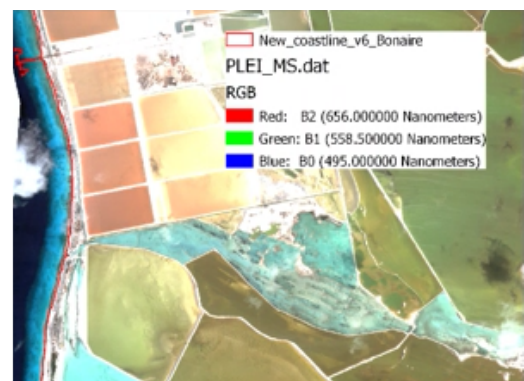 New_coastline_v6_Bonaire
PLEI_MS.dat
RGB
Red: B2 (656.000000 Nanometers)
Green: B1 (558.500000 Nanometers)
Blue: B0 (495.000000 Nanometers)